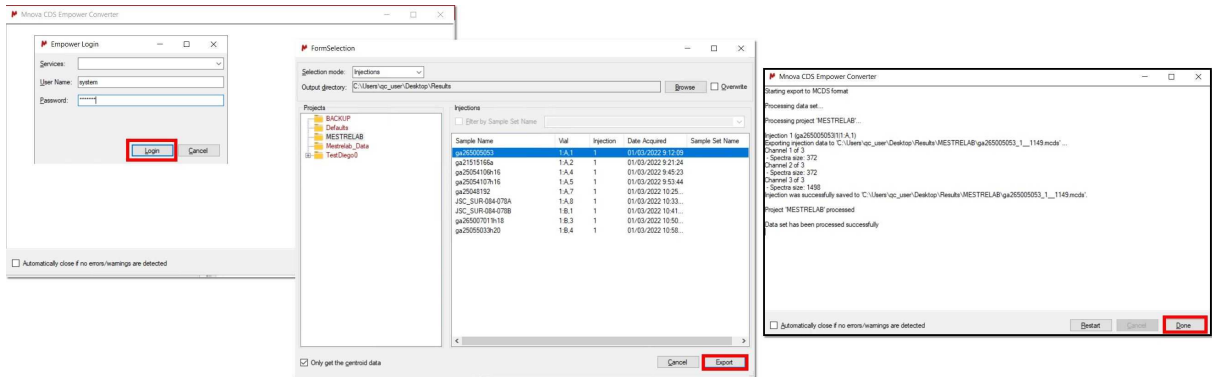 Mnova CDS Empower Converter
Empower Login
Services:
User Name: system
Password: *******
Login Cancel
Automatically close if no errors/warnings are detected
FormSelection
Selection mode: Injections
Output directory: C:\Users\qc_user\Desktop\Results Browse Overwrite
Projects
BACKUP
Defaults
MESTRELAB
Mestrelab_Data
TestDiego0
Injections
Filter by Sample Set Name
Sample Name Vial Injection Date Acquired Sample Set Name
ga265005053 1:A,1 1 01/03/2022 9:12:09
ga21515166a 1:A,2 1 01/03/2022 9:21:24
ga25054106h16 1:A,4 1 01/03/2022 9:45:23
ga25054107h16 1:A,5 1 01/03/2022 9:53:44
ga25048192 1:A,7 1 01/03/2022 10:25...
JSC_SUR-084-078A 1:A,8 1 01/03/2022 10:33...
JSC_SUR-084-078B 1:B,1 1 01/03/2022 10:41...
ga265007011h18 1:B,3 1 01/03/2022 10:50...
ga25055033h20 1:B,4 1 01/03/2022 10:58...
Only get the centroid data
Cancel Export
Mnova CDS Empower Converter
Starting export to MCDS format
Processing data set...
Processing project 'MESTRELAB'...
Injection 1 (ga265005053/1(1:A,1)
Exporting injection data to 'C:\Users\qc_user\Desktop\Results\MESTRELAB\ga265005053_1__1149.mcds' ...
Channel 1 of 3
- Spectra size: 372
Channel 2 of 3
- Spectra size: 372
Channel 3 of 3
- Spectra size: 1498
Injection was successfully saved to 'C:\Users\qc_user\Desktop\Results\MESTRELAB\ga265005053_1__1149.mcds'.
Project 'MESTRELAB' processed
Data set has been processed successfully
Automatically close if no errors/warnings are detected
Restart Cancel Done